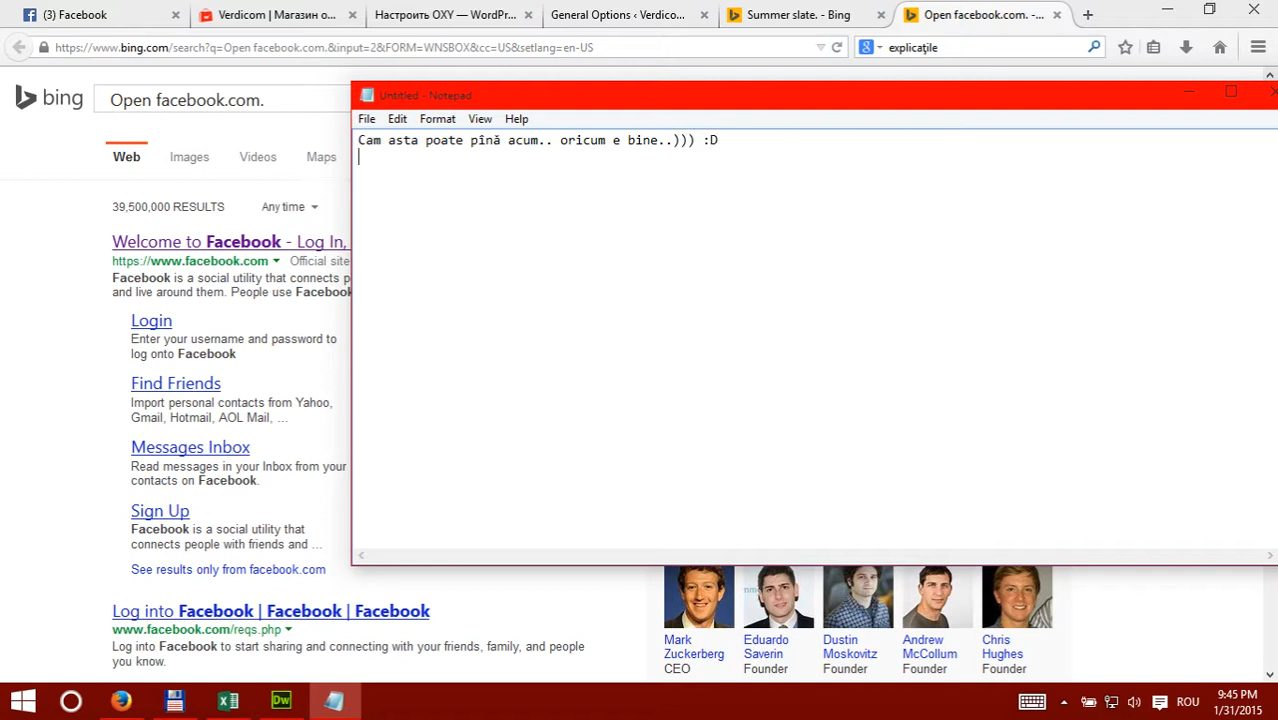 (3) Facebook
Verdicom | Магазин о...
Настроить OXY — WordPr...
General Options ‹ Verdico...
Summer slate. - Bing
Open facebook.com. -...
https://www.bing.com/search?q=Open facebook.com.&input=2&FORM=WNSBOX&cc=US&setlang=en-US
explicaţile
bing
Open facebook.com.
Web Images Videos Maps
39,500,000 RESULTS Any time
Welcome to Facebook - Log In,
https://www.facebook.com Official site
Facebook is a social utility that connects p
and live around them. People use Facebook
Login
Enter your username and password to
log onto Facebook
Find Friends
Import personal contacts from Yahoo,
Gmail, Hotmail, AOL Mail, ...
Messages Inbox
Read messages in your Inbox from your
contacts on Facebook.
Sign Up
Facebook is a social utility that
connects people with friends and ...
See results only from facebook.com
Log into Facebook | Facebook | Facebook
www.facebook.com/reqs.php
Log into Facebook to start sharing and connecting with your friends, family, and people
you know.
Untitled - Notepad
File Edit Format View Help
Cam asta poate pînă acum.. oricum e bine..))) :D
Mark
Zuckerberg
CEO
Eduardo
Saverin
Founder
Dustin
Moskovitz
Founder
Andrew
McCollum
Founder
Chris
Hughes
Founder
Dw
ROU
9:45 PM
1/31/2015